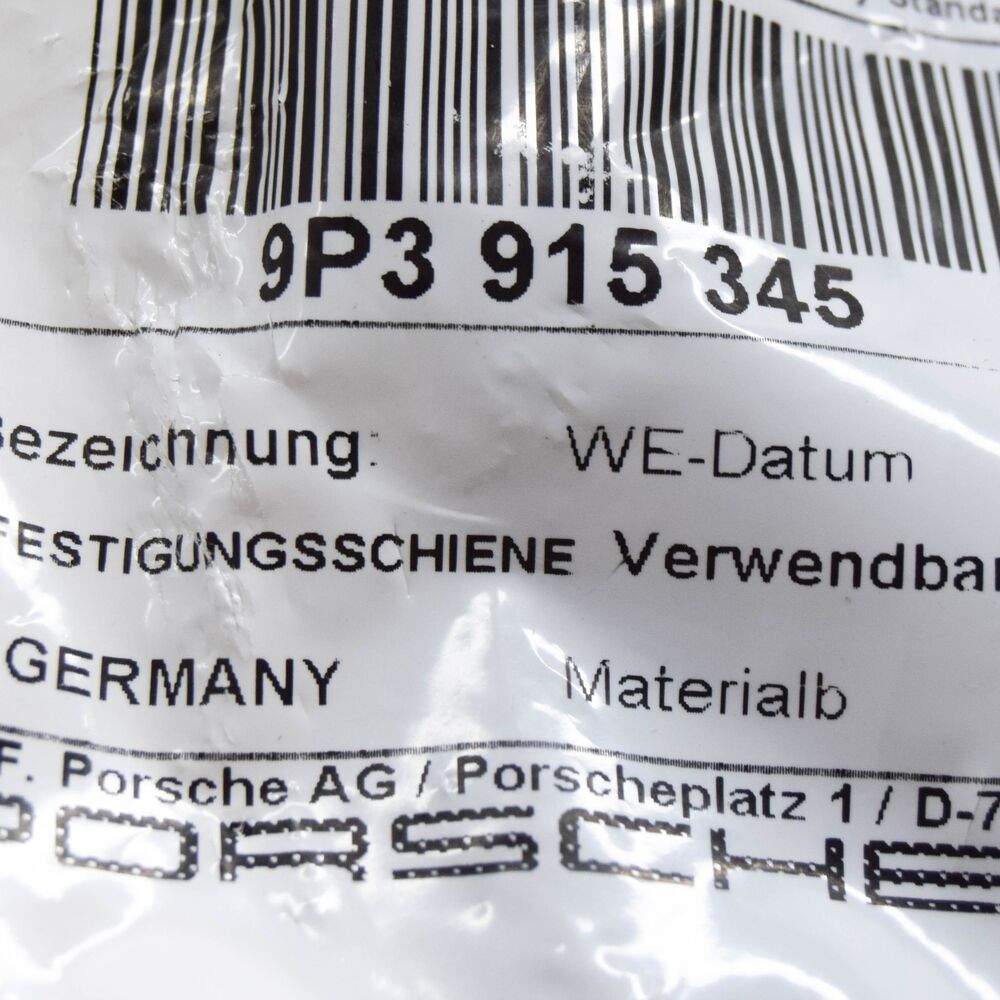 9P3 915 345
Bezeichnung: WE-Datum
FESTIGUNGSSCHIENE Verwendbar
GERMANY Materialb
F. Porsche AG / Porscheplatz 1 / D-7
PORSCHE